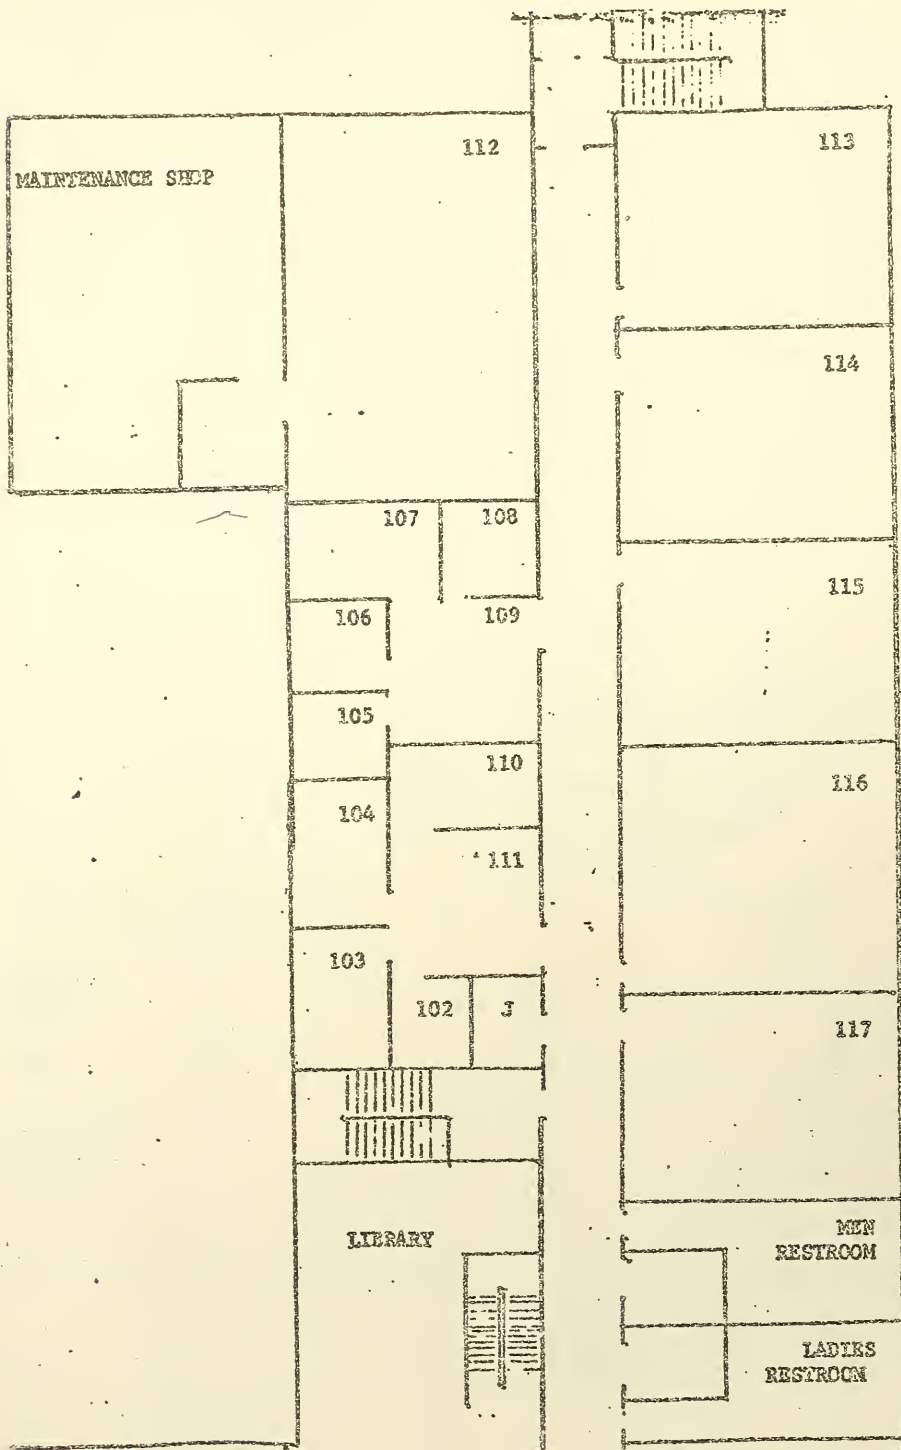 112
113
MAINTENANCE SHOP
114
107
108
106
109
115
105
110
116
104
111
103
102
J
117
LIBRARY
MEN
RESTROOM
LADIES
RESTROOM